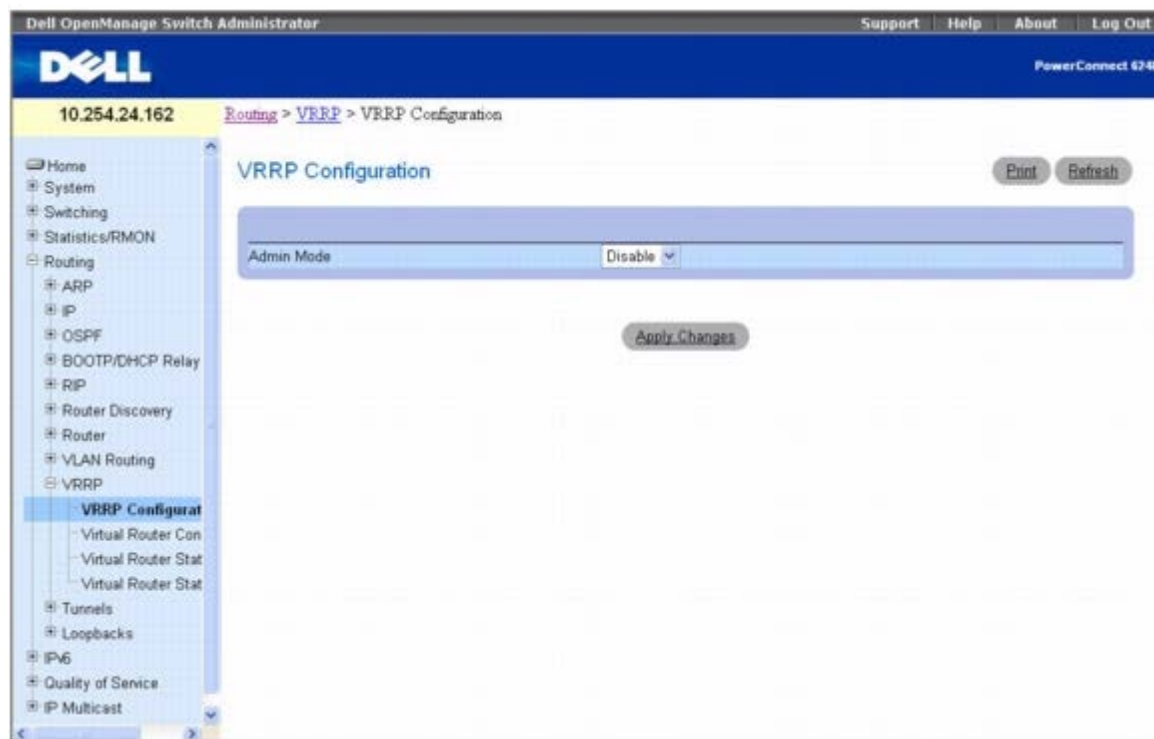 Dell OpenManage Switch Administrator Support Help About Log Out
DELL
PowerConnect 624
10.254.24.162
Routing > VRRP > VRRP Configuration
Home
System
Switching
Statistics/RMON
Routing
ARP
IP
OSPF
BOOTP/DHCP Relay
RIP
Router Discovery
Router
VLAN Routing
VRRP
VRRP Configurat
Virtual Router Con
Virtual Router Stat
Virtual Router Stat
Tunnels
Loopbacks
IPv6
Quality of Service
IP Multicast
VRRP Configuration
Print Refresh
Admin Mode Disable
Apply Changes